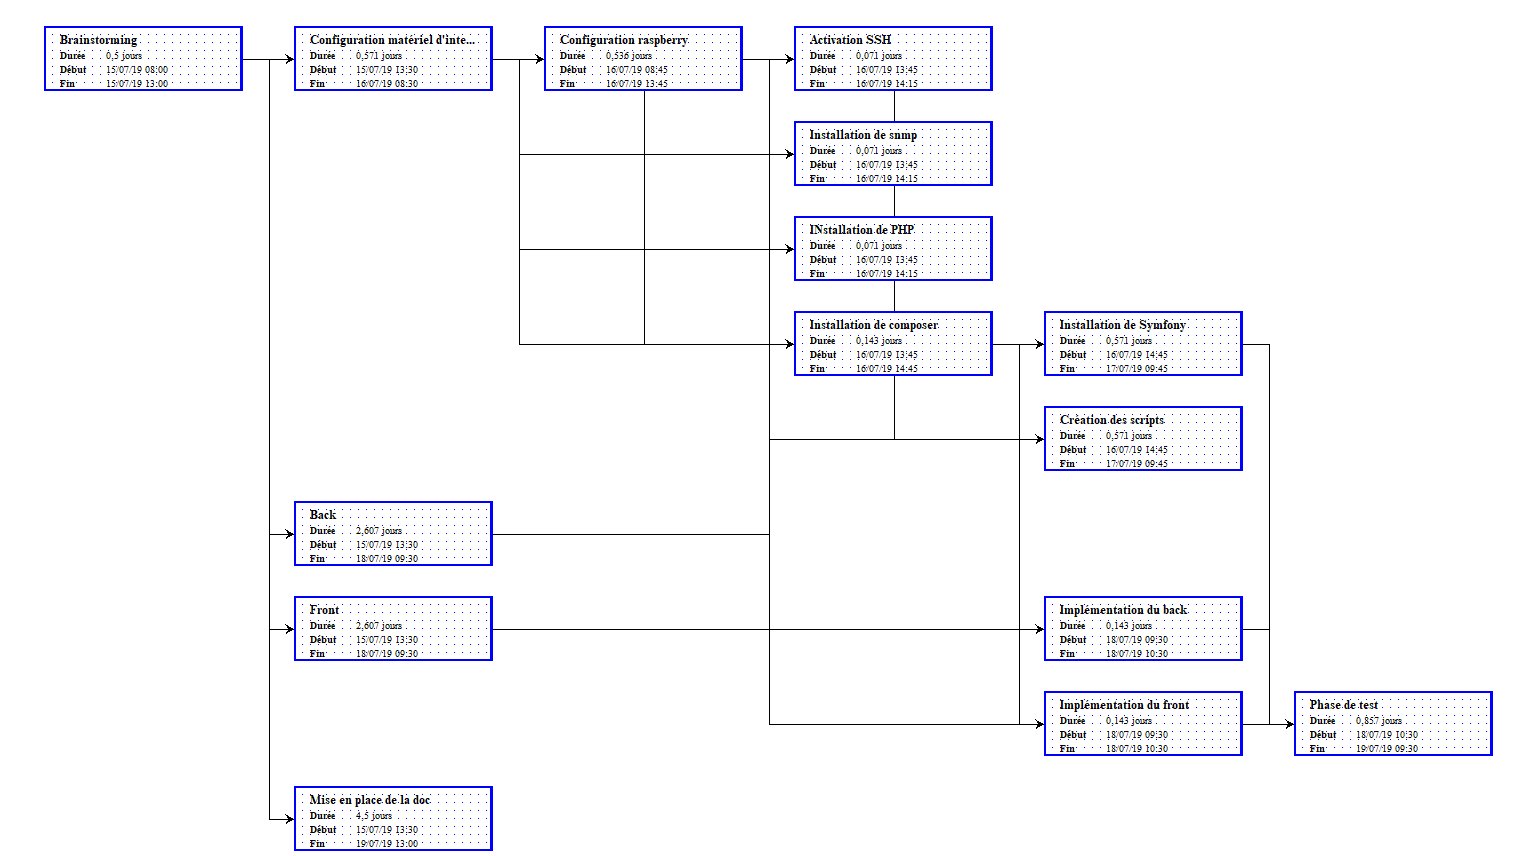 Brainstorming
Durée 0,5 jours
Début 15/07/19 08:00
Fin 15/07/19 13:00
Configuration matériel d'inte...
Durée 0,571 jours
Début 15/07/19 13:30
Fin 16/07/19 08:30
Configuration raspberry
Durée 0,536 jours
Début 16/07/19 08:45
Fin 16/07/19 13:45
Activation SSH
Durée 0,071 jours
Début 16/07/19 13:45
Fin 16/07/19 14:15
Installation de snmp
Durée 0,071 jours
Début 16/07/19 13:45
Fin 16/07/19 14:15
INstallation de PHP
Durée 0,071 jours
Début 16/07/19 13:45
Fin 16/07/19 14:15
Installation de composer
Durée 0,143 jours
Début 16/07/19 13:45
Fin 16/07/19 14:45
Installation de Symfony
Durée 0,571 jours
Début 16/07/19 14:45
Fin 17/07/19 09:45
Création des scripts
Durée 0,571 jours
Début 16/07/19 14:45
Fin 17/07/19 09:45
Back
Durée 2,607 jours
Début 15/07/19 13:30
Fin 18/07/19 09:30
Front
Durée 2,607 jours
Début 15/07/19 13:30
Fin 18/07/19 09:30
Implémentation du back
Durée 0,143 jours
Début 18/07/19 09:30
Fin 18/07/19 10:30
Implémentation du front
Durée 0,143 jours
Début 18/07/19 09:30
Fin 18/07/19 10:30
Phase de test
Durée 0,857 jours
Début 18/07/19 10:30
Fin 19/07/19 09:30
Mise en place de la doc
Durée 4,5 jours
Début 15/07/19 13:30
Fin 19/07/19 13:00